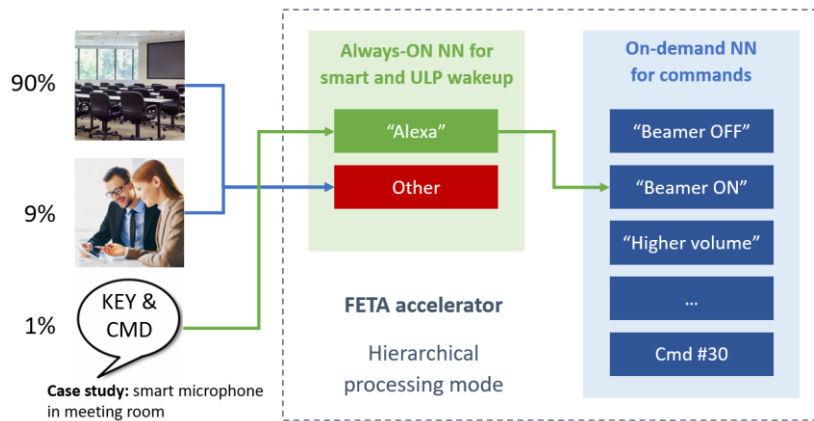 90%
9%
1%
KEY &
CMD
Case study: smart microphone
in meeting room
Always-ON NN for
smart and ULP wakeup
“Alexa”
Other
FETA accelerator
Hierarchical
processing mode
On-demand NN
for commands
“Beamer OFF”
“Beamer ON”
“Higher volume”
...
Cmd #30